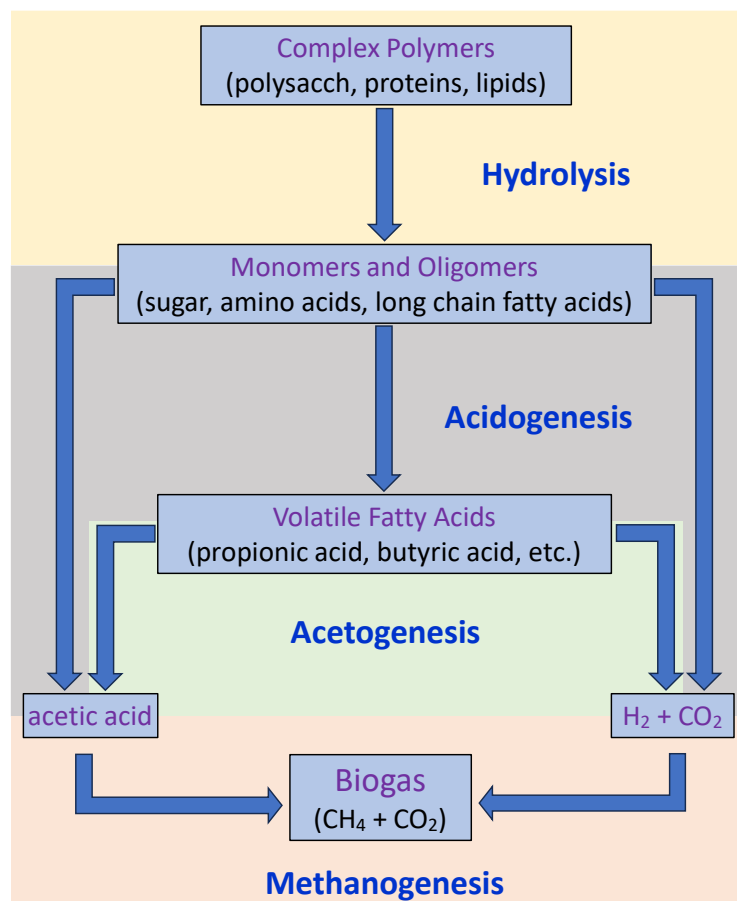 Complex Polymers
(polysacch, proteins, lipids)
Hydrolysis
Monomers and Oligomers
(sugar, amino acids, long chain fatty acids)
Acidogenesis
Volatile Fatty Acids
(propionic acid, butyric acid, etc.)
Acetogenesis
acetic acid
H₂ + CO₂
Biogas
(CH₄ + CO₂)
Methanogenesis